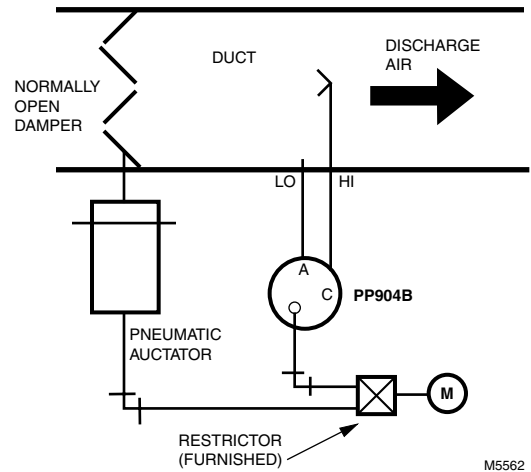 DUCT
DISCHARGE
AIR
NORMALLY
OPEN
DAMPER
LO
HI
A
C
PP904B
PNEUMATIC
AUCTATOR
M
RESTRICTOR
(FURNISHED)
M5562